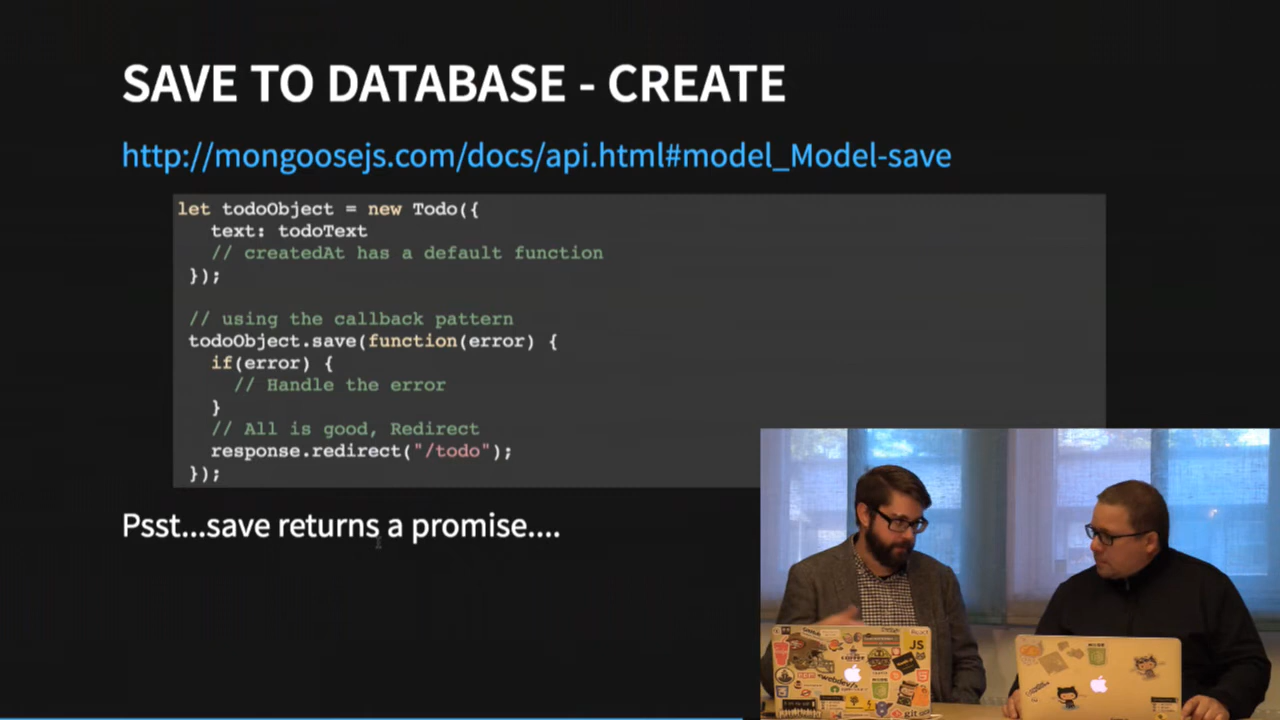 SAVE TO DATABASE - CREATE
http://mongoosejs.com/docs/api.html#model_Model-save
let todoObject = new Todo({
text: todoText
// createdAt has a default function
});
// using the callback pattern
todoObject.save(function(error) {
if(error) {
// Handle the error
}
// All is good, Redirect
response.redirect("/todo");
});
Psst...save returns a promise....
JS
git